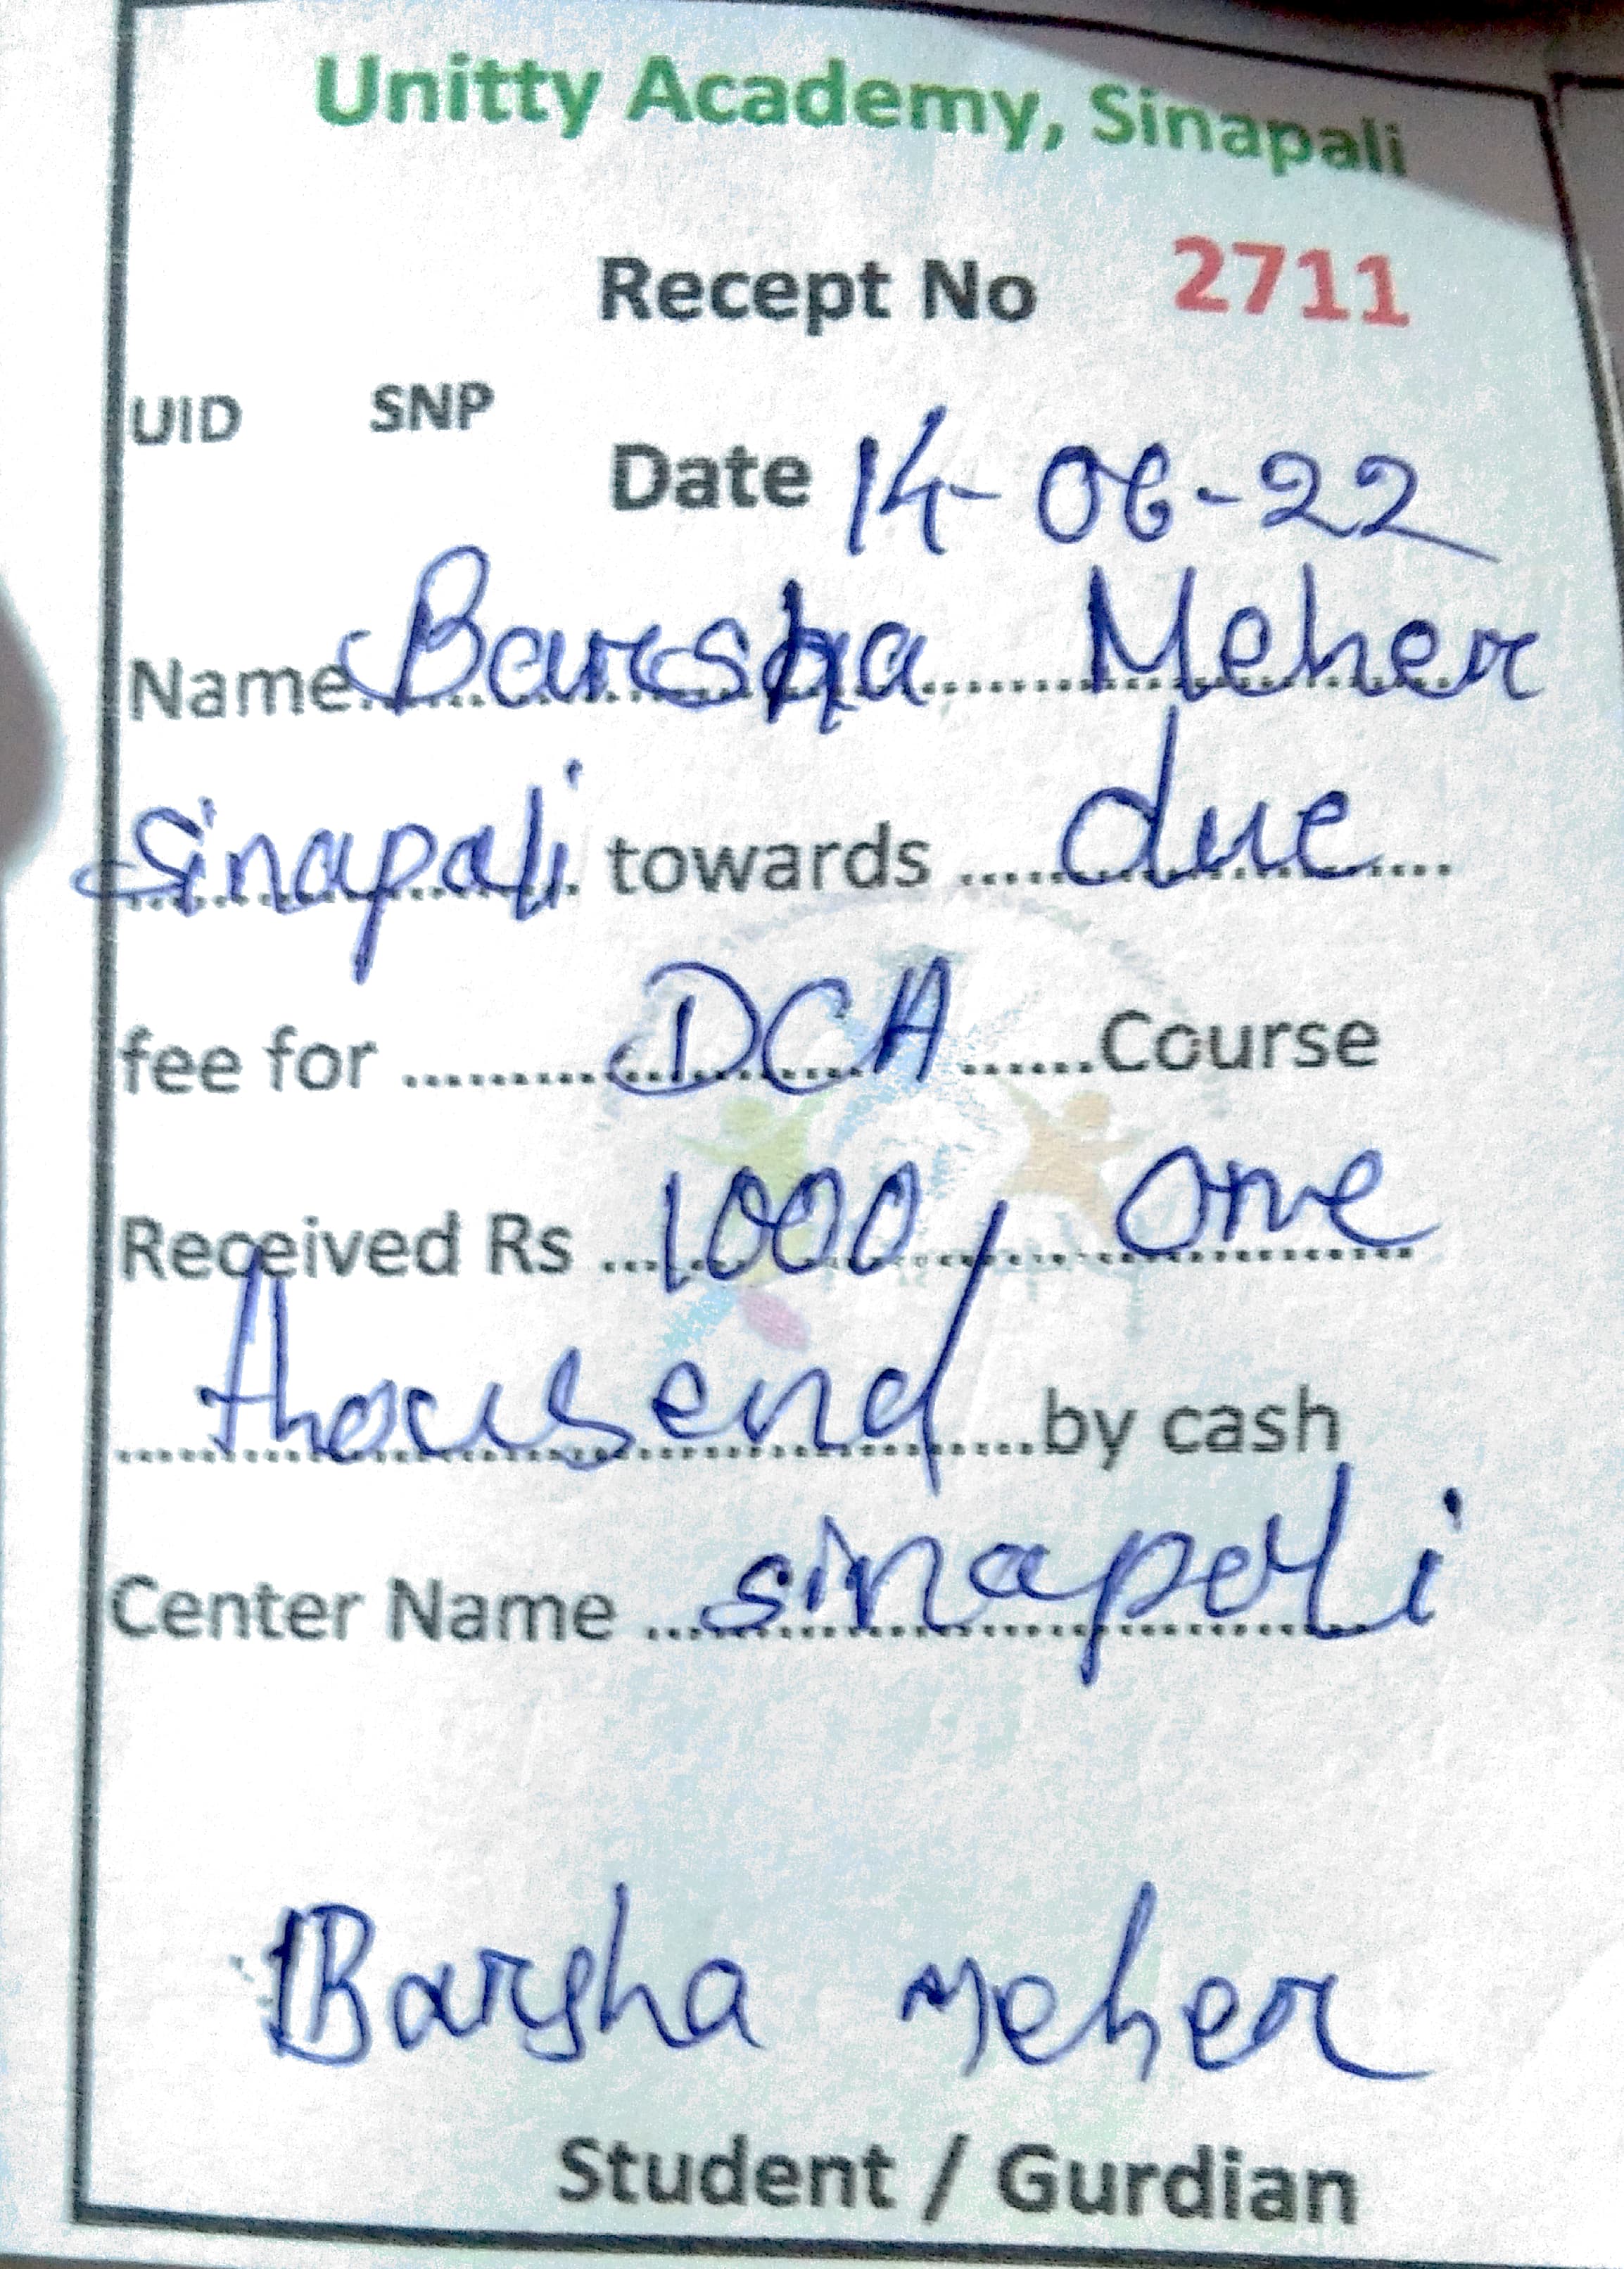 Unitty Academy, Sinapali
Recept No 2711
UID SNP
Date 14-06-22
Name Barsha Meher
Sinapali towards due
fee for DCA Course
Received Rs 1000/ One
thousend by cash
Center Name sinapali
Barsha Meher
Student / Gurdian